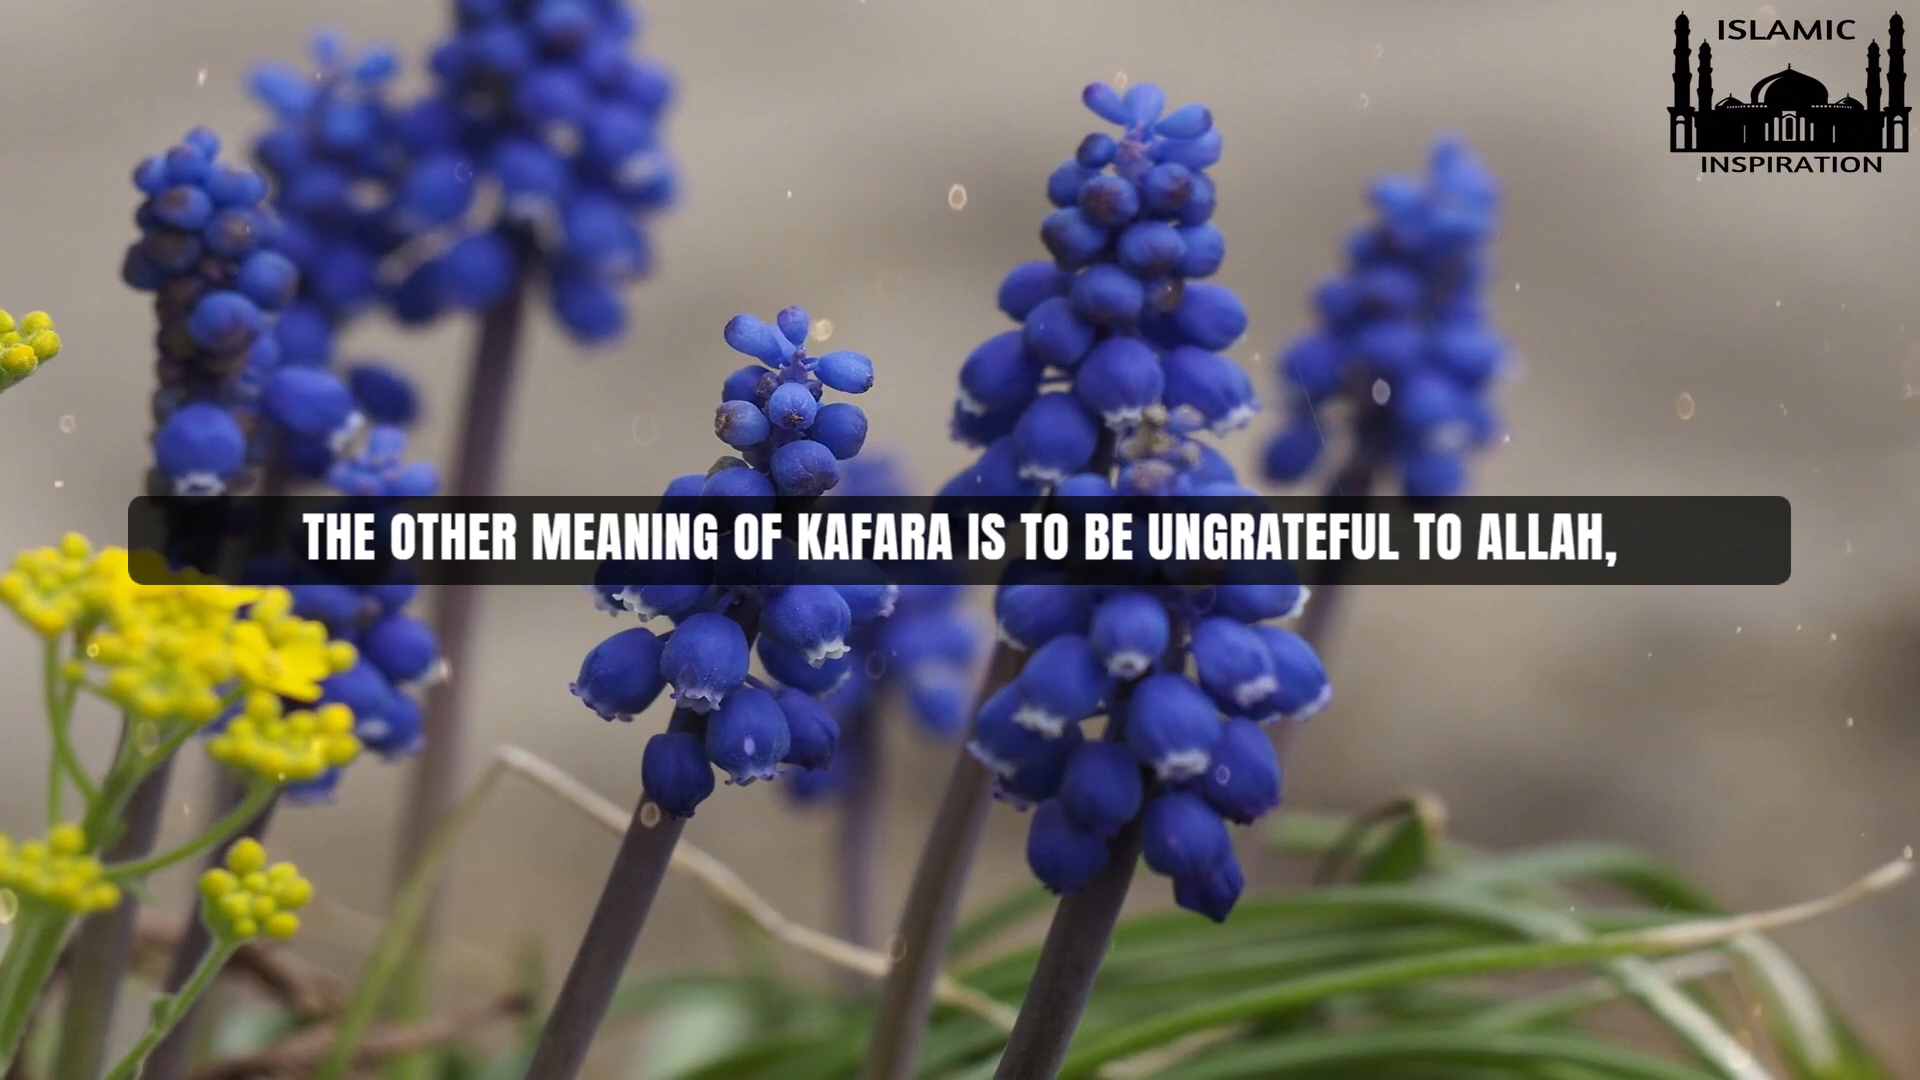 ISLAMIC
INSPIRATION
THE OTHER MEANING OF KAFARA IS TO BE UNGRATEFUL TO ALLAH,